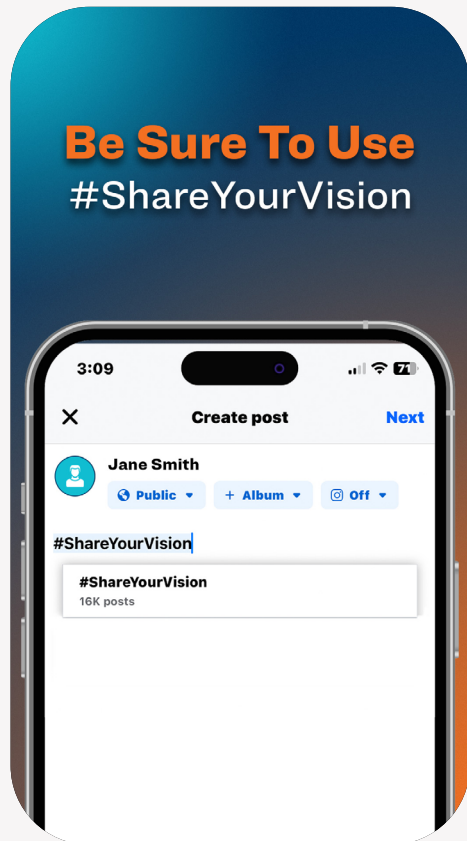 Be Sure To Use
#ShareYourVision
3:09
71
Create post
Next
Jane Smith
Public
+ Album
Off
#ShareYourVision
#ShareYourVision
16K posts